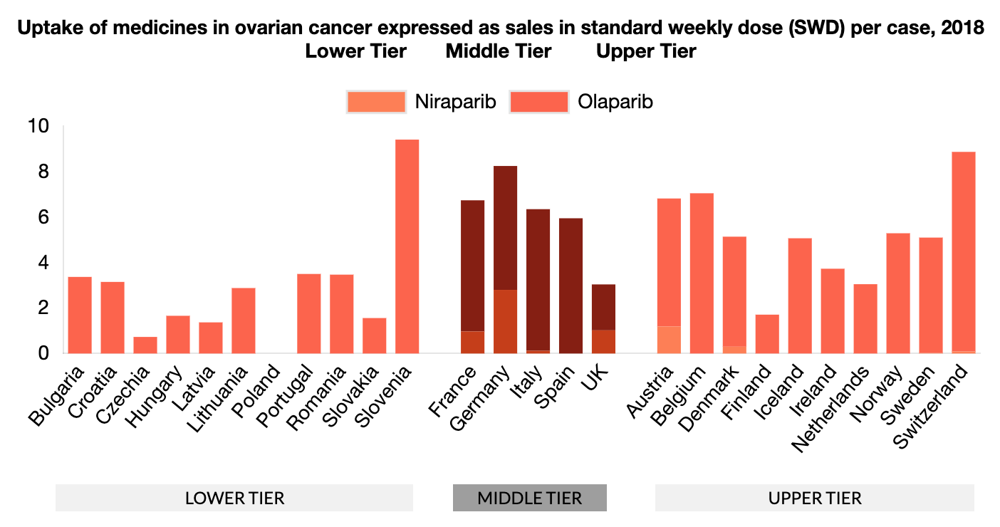 Uptake of medicines in ovarian cancer expressed as sales in standard weekly dose (SWD) per case, 2018
Lower Tier Middle Tier Upper Tier
Niraparib Olaparib
10
8
6
4
2
0
Bulgaria Croatia Czechia Hungary Latvia Lithuania Poland Portugal Romania Slovakia Slovenia France Germany Italy Spain UK Austria Belgium Denmark Finland Iceland Ireland Netherlands Norway Sweden Switzerland
LOWER TIER MIDDLE TIER UPPER TIER